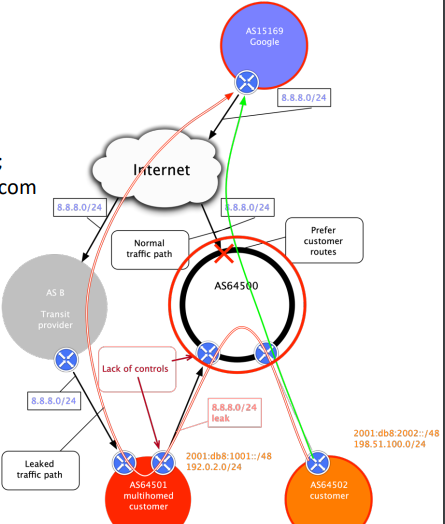 AS15169
Google
8.8.8.0/24
com
Internet
8.8.8.0/24
8.8.8.0/24
Normal
traffic path
Prefer
customer
routes
AS B
Transit
provider
AS64500
Lack of controls
8.8.8.0/24
8.8.8.0/24
leak
Leaked
traffic path
2001:db8:1001::/48
192.0.2.0/24
2001:db8:2002::/48
198.51.100.0/24
AS64501
multihomed
customer
AS64502
customer